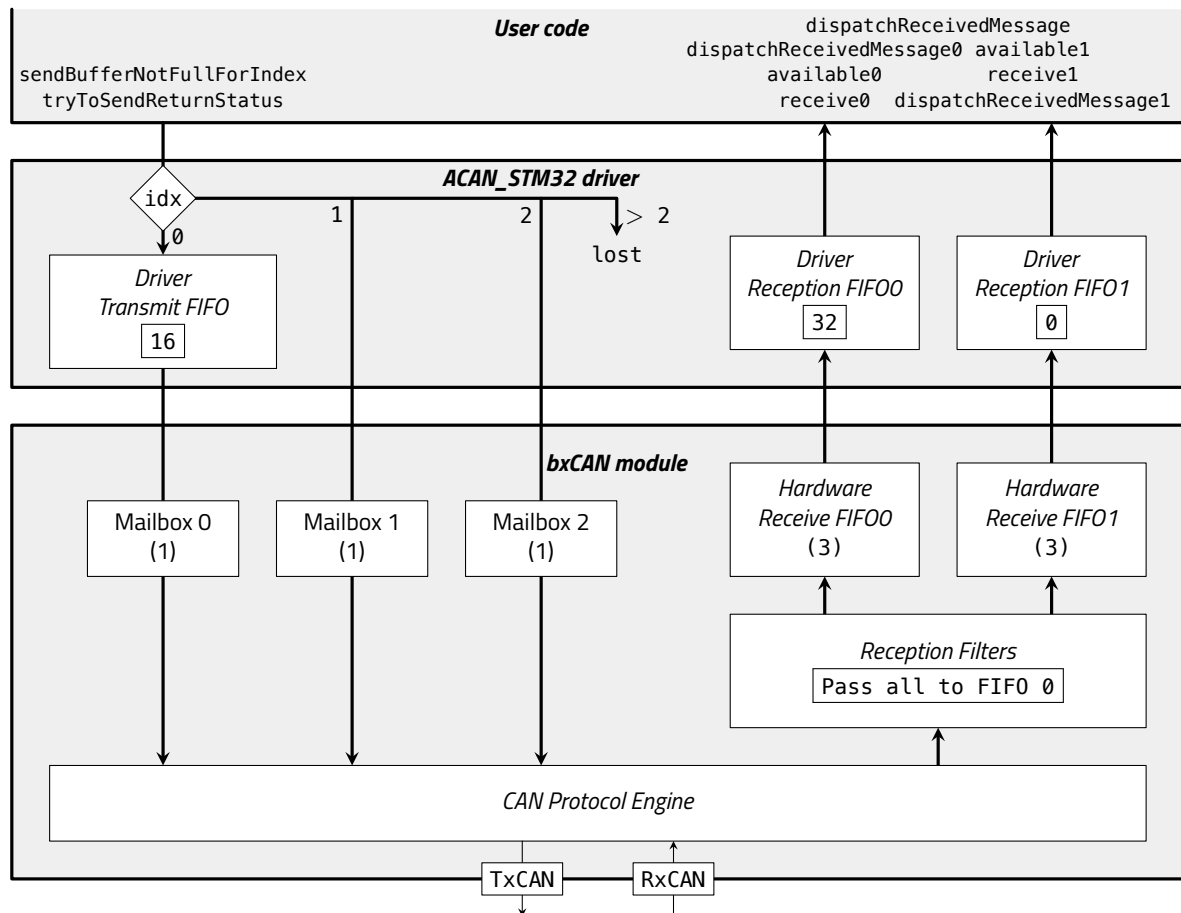 User code
dispatchReceivedMessage
dispatchReceivedMessage0 available1
sendBufferNotFullForIndex
available0
receive1
tryToSendReturnStatus
receive0
dispatchReceivedMessage1
ACAN_STM32 driver
idx
0
1
2
> 2
lost
Driver
Transmit FIFO
16
Driver
Reception FIFO0
32
Driver
Reception FIFO1
0
bxCAN module
Mailbox 0
(1)
Mailbox 1
(1)
Mailbox 2
(1)
Hardware
Receive FIFO0
(3)
Hardware
Receive FIFO1
(3)
Reception Filters
Pass all to FIFO 0
CAN Protocol Engine
TxCAN
RxCAN